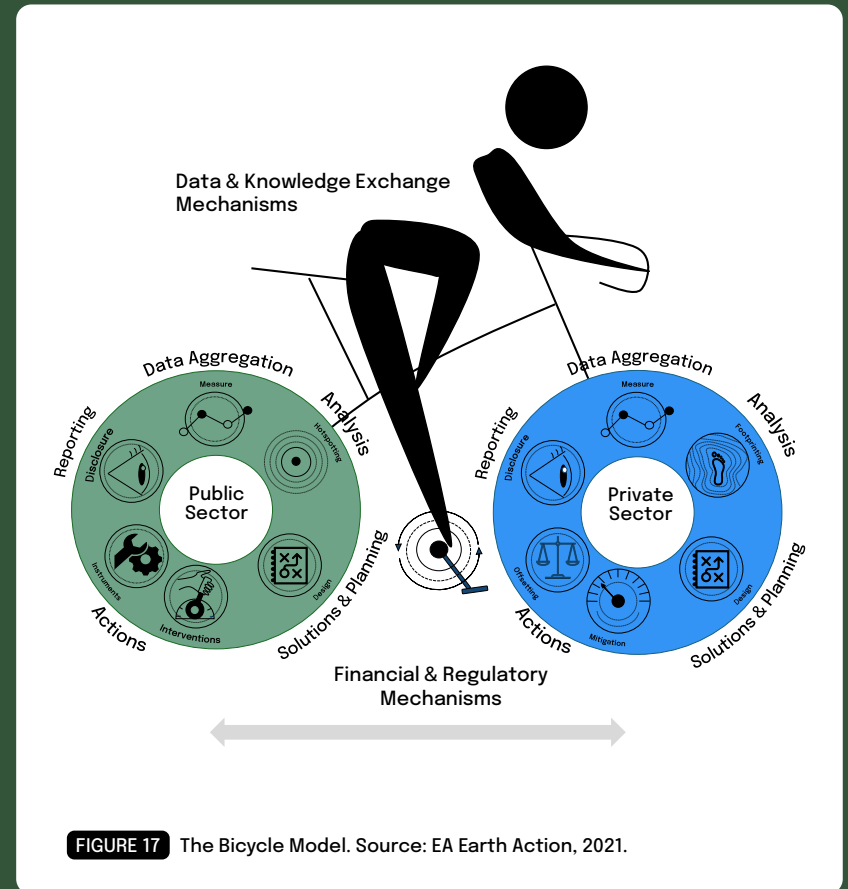 Data & Knowledge Exchange
Mechanisms
Data Aggregation
Measure
Analysis
Hotspotting
Solutions & Planning
Design
Actions
Interventions
Instruments
Reporting
Disclosure
Public
Sector
Data Aggregation
Measure
Analysis
Footprinting
Solutions & Planning
Design
Actions
Mitigation
Offsetting
Reporting
Disclosure
Private
Sector
Financial & Regulatory
Mechanisms
FIGURE 17 The Bicycle Model. Source: EA Earth Action, 2021.